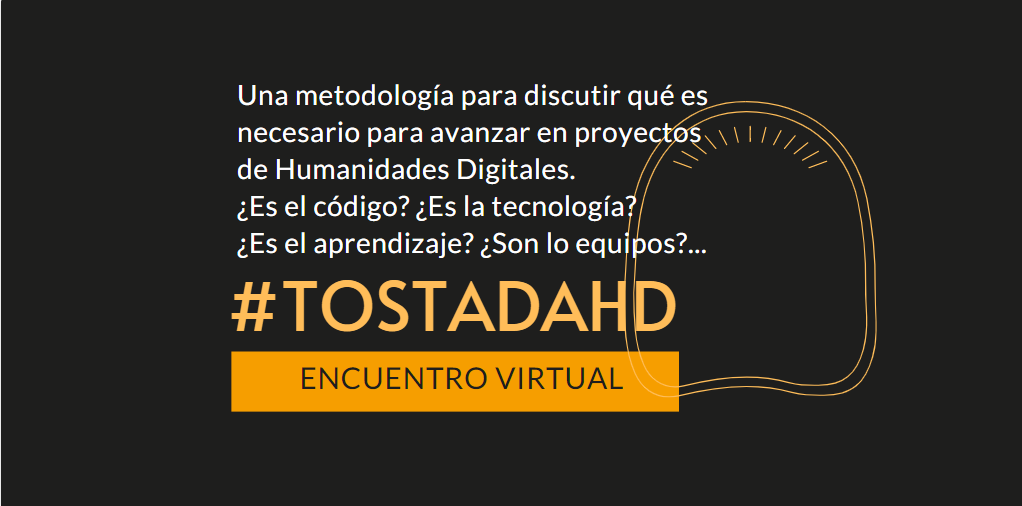 Una metodología para discutir qué es
necesario para avanzar en proyectos
de Humanidades Digitales.
¿Es el código? ¿Es la tecnología?
¿Es el aprendizaje? ¿Son lo equipos?...
#TOSTADAHD
ENCUENTRO VIRTUAL